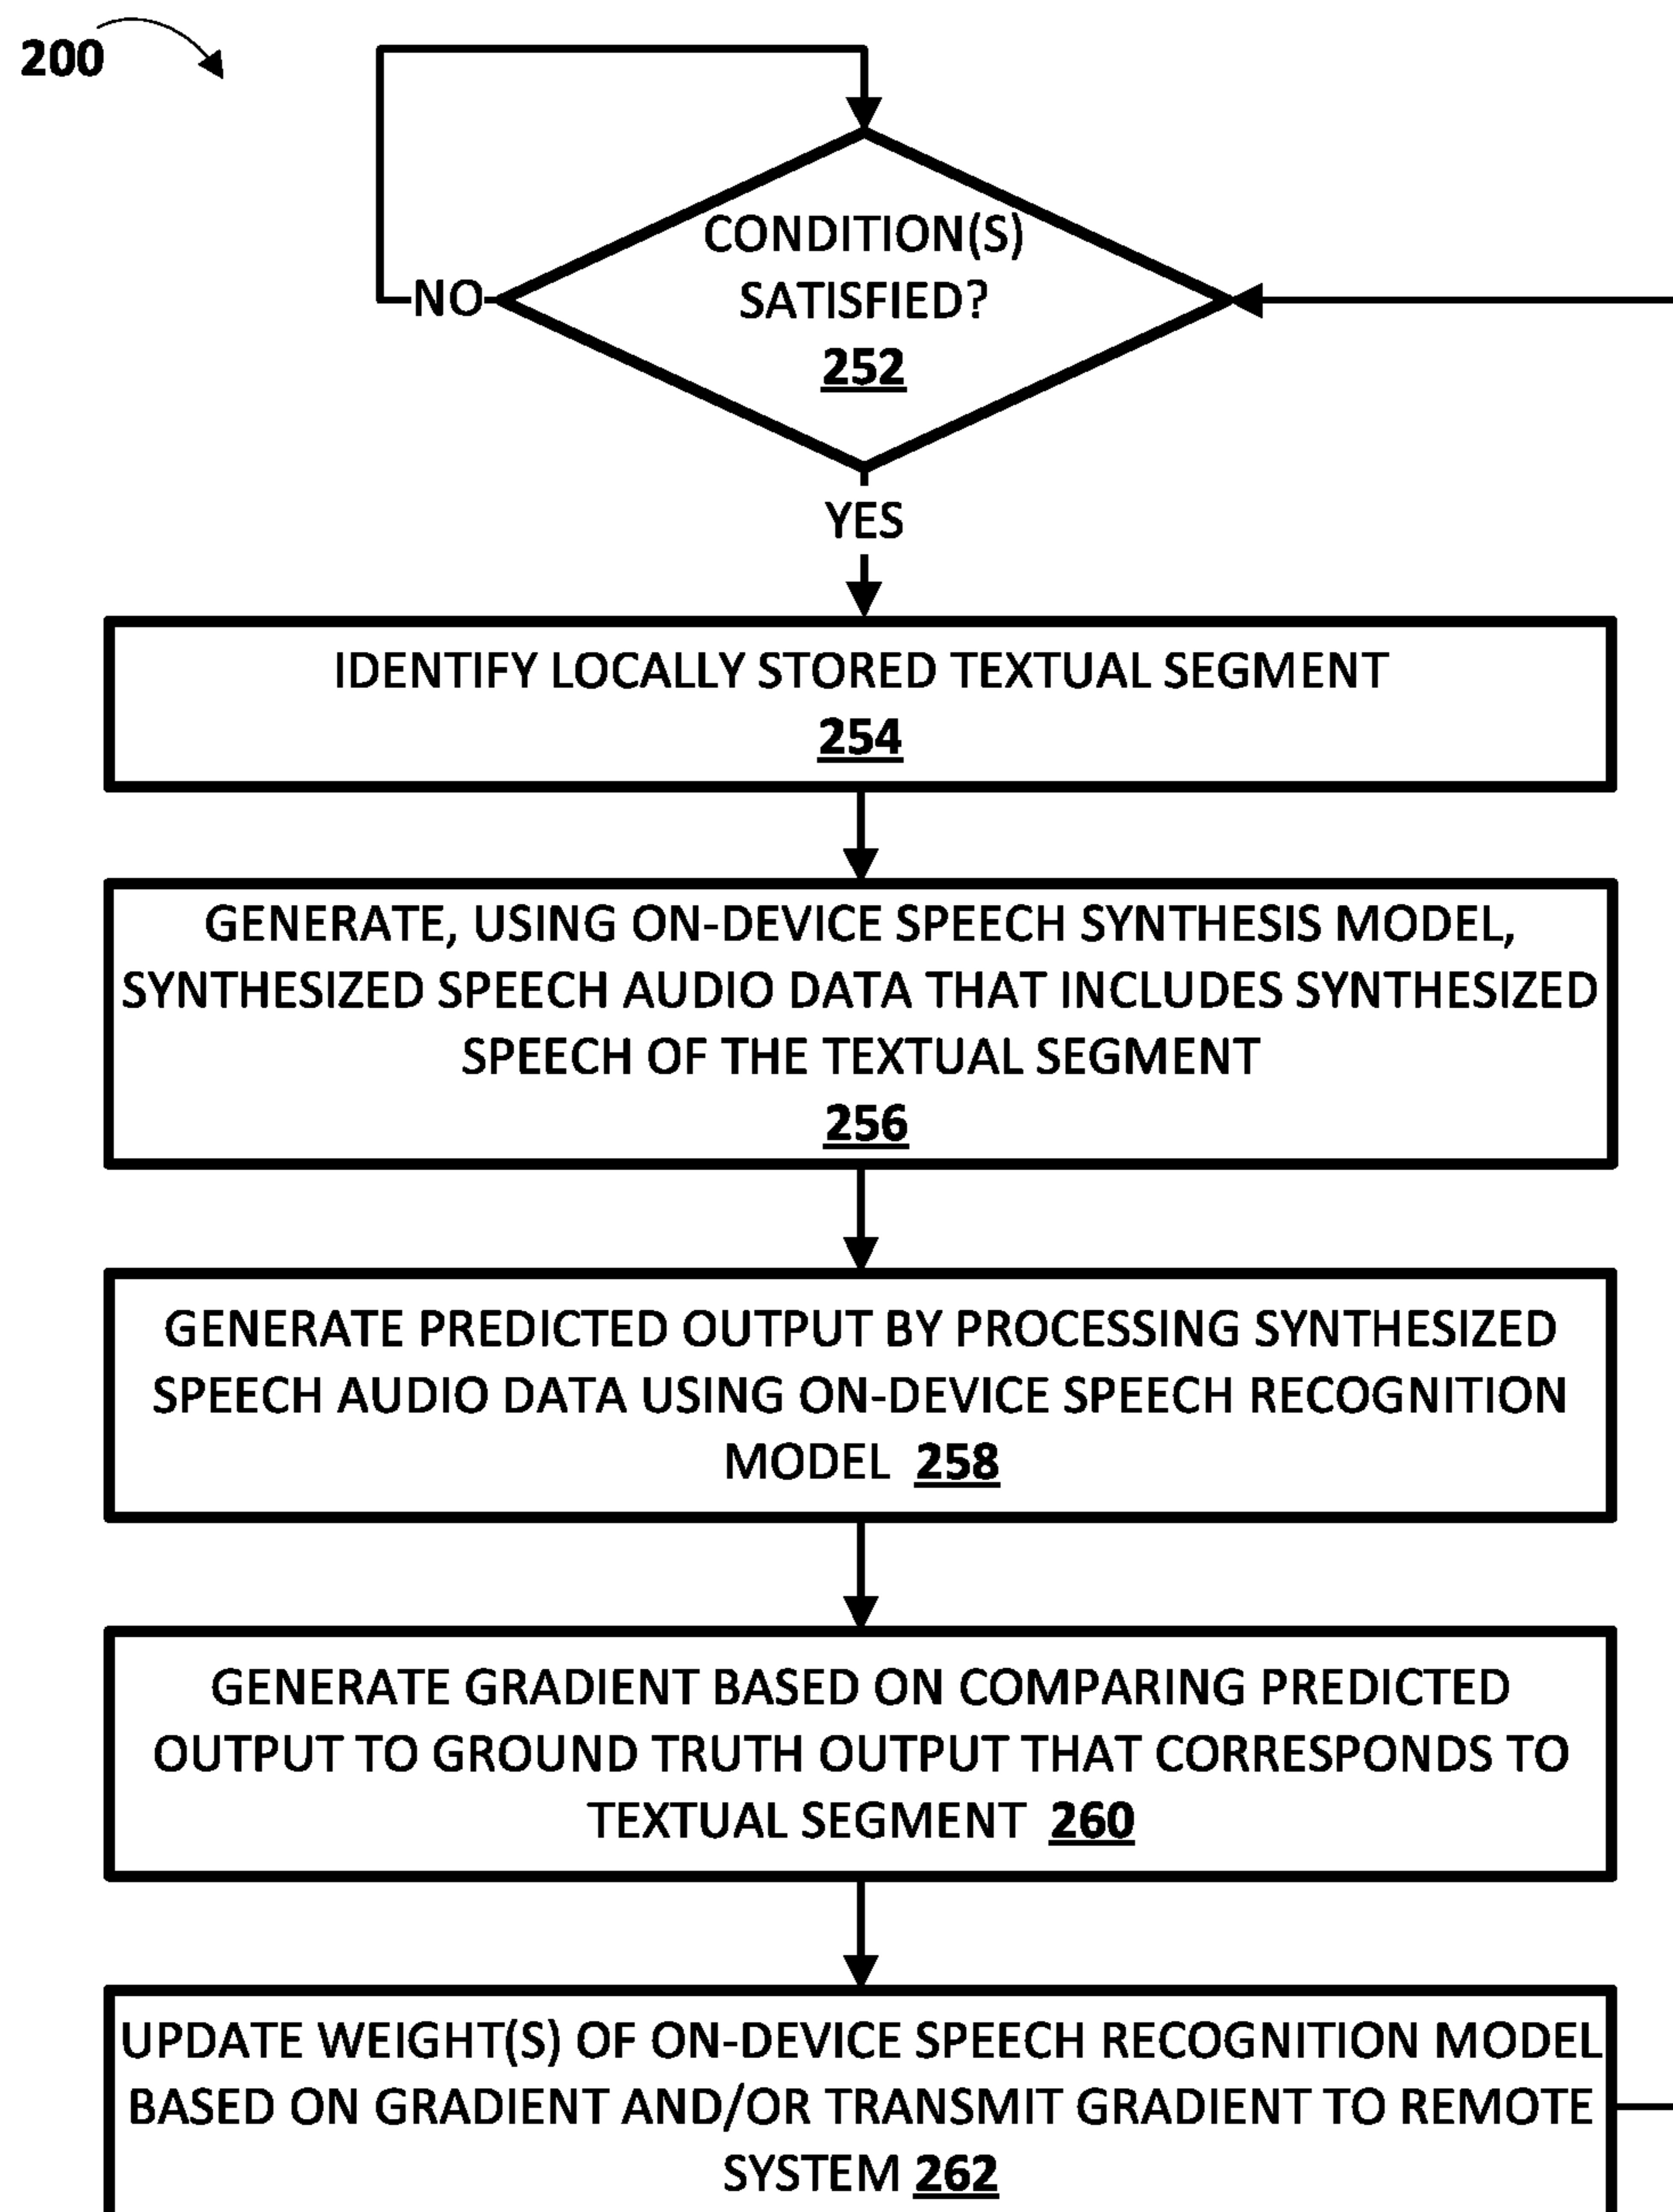 200
CONDITION(S)
SATISFIED?
252
NO
YES
IDENTIFY LOCALLY STORED TEXTUAL SEGMENT
254
GENERATE, USING ON-DEVICE SPEECH SYNTHESIS MODEL,
SYNTHESIZED SPEECH AUDIO DATA THAT INCLUDES SYNTHESIZED
SPEECH OF THE TEXTUAL SEGMENT
256
GENERATE PREDICTED OUTPUT BY PROCESSING SYNTHESIZED
SPEECH AUDIO DATA USING ON-DEVICE SPEECH RECOGNITION
MODEL 258
GENERATE GRADIENT BASED ON COMPARING PREDICTED
OUTPUT TO GROUND TRUTH OUTPUT THAT CORRESPONDS TO
TEXTUAL SEGMENT 260
UPDATE WEIGHT(S) OF ON-DEVICE SPEECH RECOGNITION MODEL
BASED ON GRADIENT AND/OR TRANSMIT GRADIENT TO REMOTE
SYSTEM 262